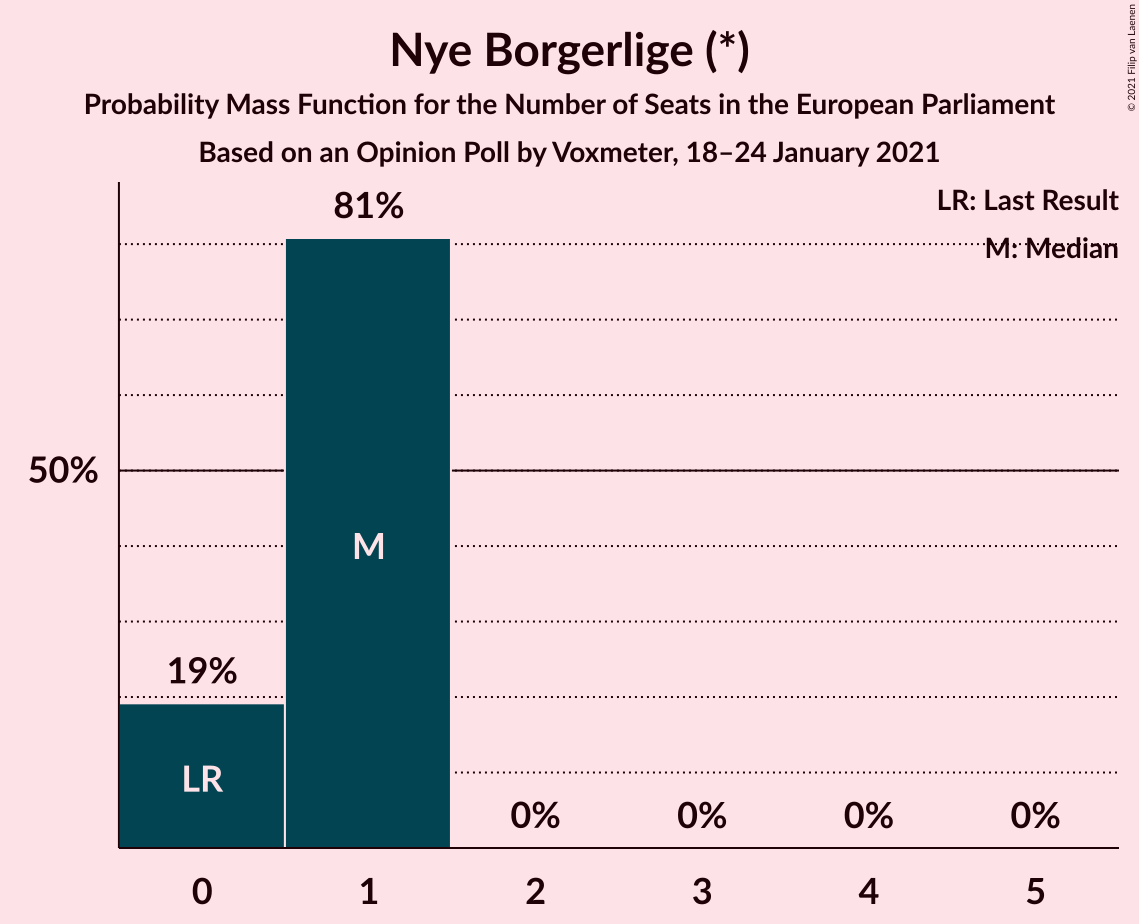 Nye Borgerlige (*)
Probability Mass Function for the Number of Seats in the European Parliament
Based on an Opinion Poll by Voxmeter, 18–24 January 2021
© 2021 Filip van Laenen
LR: Last Result
M: Median
81%
50%
M
19%
LR
0%
0%
0%
0%
0
1
2
3
4
5